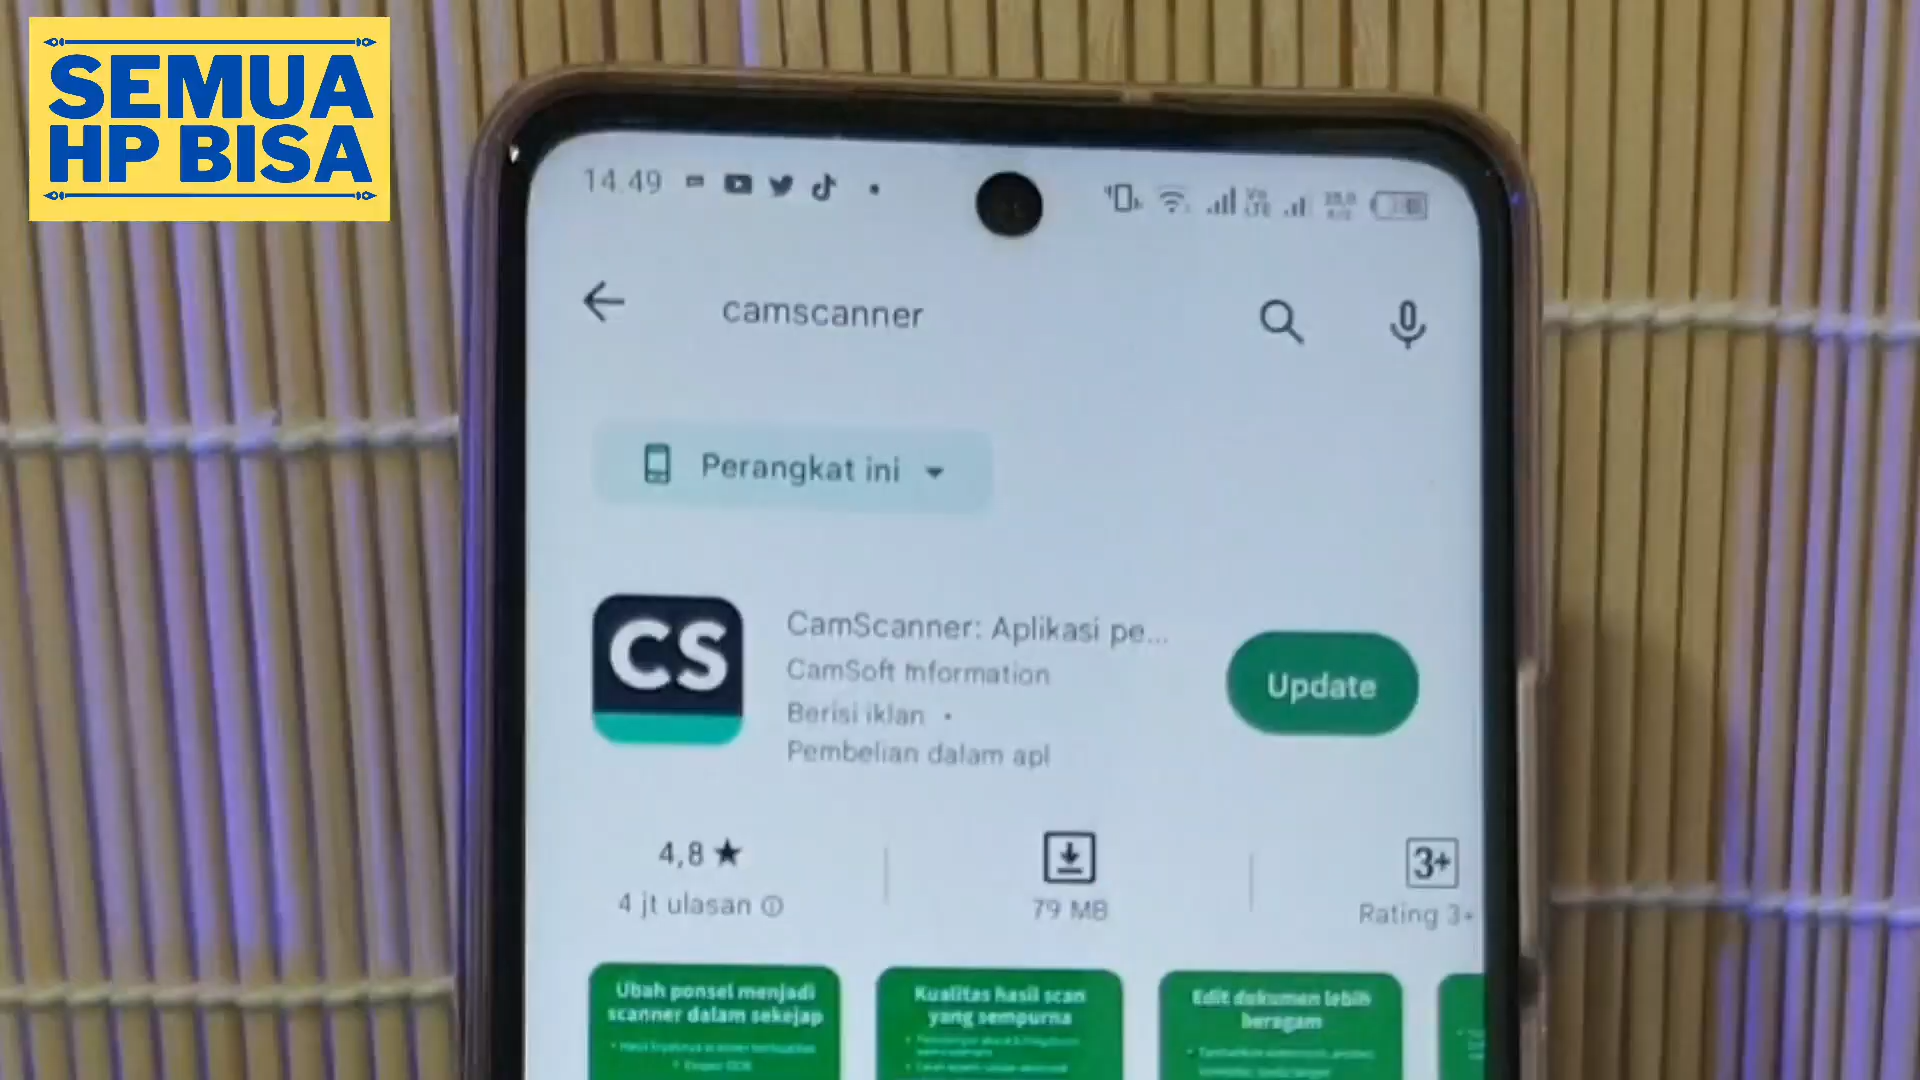 SEMUA
HP BISA
14.49
camscanner
Perangkat ini
CS
CamScanner: Aplikasi pe...
CamSoft Information
Berisi iklan •
Pembelian dalam apl
Update
4,8 ★
4 jt ulasan
79 MB
3+
Rating 3+
Ubah ponsel menjadi
scanner dalam sekejap
Kualitas hasil scan
yang sempurna
Edit dokumen lebih
beragam